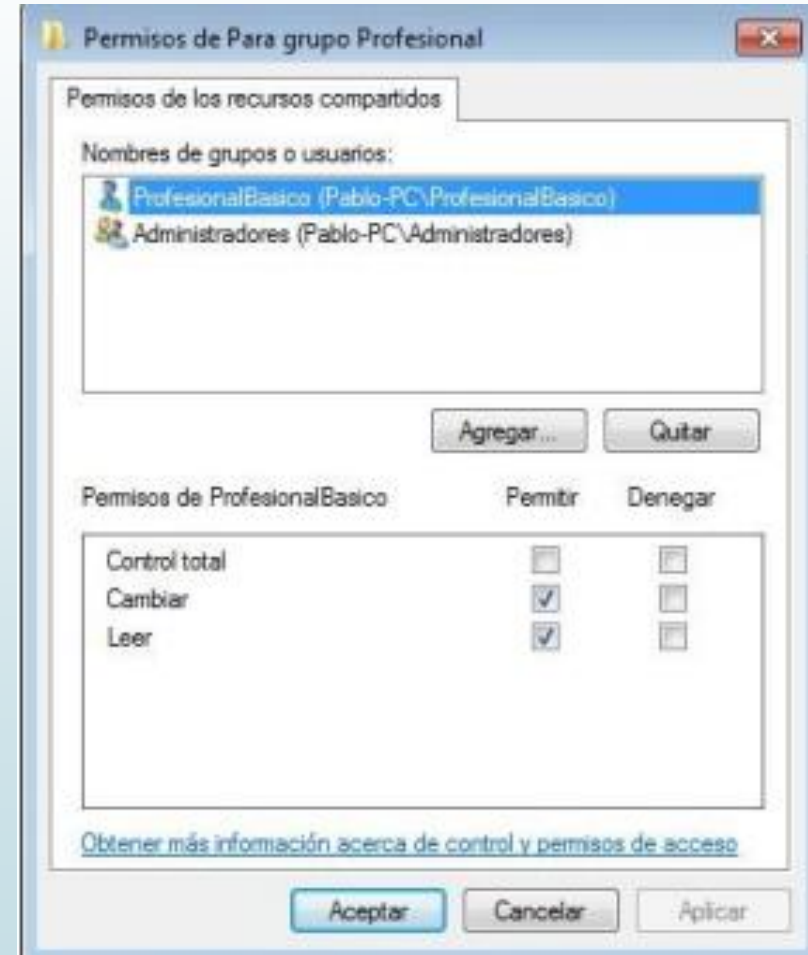 Permisos de Para grupo Profesional
Permisos de los recursos compartidos
Nombres de grupos o usuarios:
ProfesionalBasico (Pablo-PC\ProfesionalBasico)
Administradores (Pablo-PC\Administradores)
Agregar... Quitar
Permisos de ProfesionalBasico Permitir Denegar
Control total
Cambiar
Leer
Obtener más información acerca de control y permisos de acceso
Aceptar Cancelar Aplicar